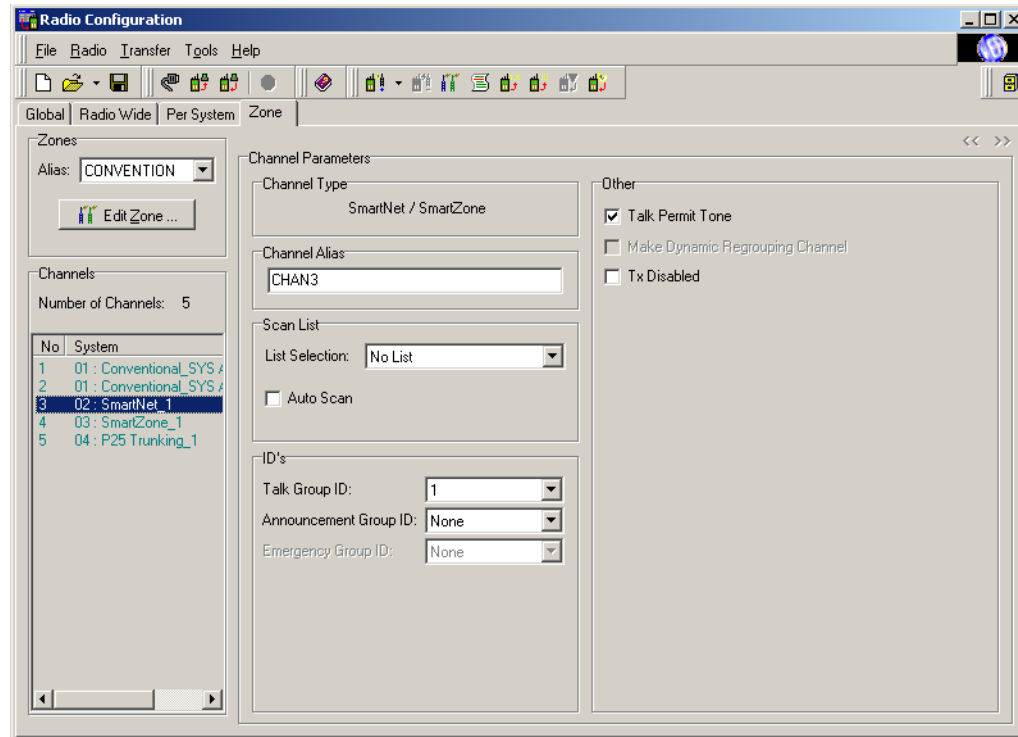 Radio Configuration
File Radio Transfer Tools Help
Global Radio Wide Per System Zone
Zones
Alias: CONVENTION
Edit Zone ...
Channels
Number of Channels: 5
No System
1 01 : Conventional_SYS
2 01 : Conventional_SYS
3 02 : SmartNet_1
4 03 : SmartZone_1
5 04 : P25 Trunking_1
<< >>
Channel Parameters
Channel Type
SmartNet / SmartZone
Channel Alias
CHAN3
Scan List
List Selection: No List
Auto Scan
ID's
Talk Group ID: 1
Announcement Group ID: None
Emergency Group ID: None
Other
Talk Permit Tone
Make Dynamic Regrouping Channel
Tx Disabled